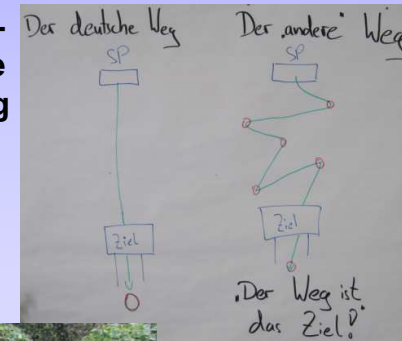 Der deutsche Weg
Der „andere“ Weg
SP
SP
Ziel
Ziel
„Der Weg ist
das Ziel!“